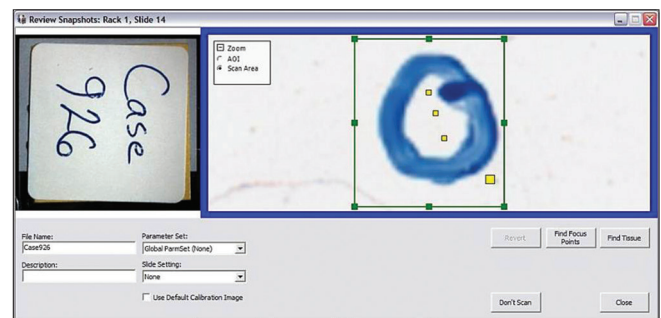 Review Snapshots: Rack 1, Slide 14
Case
926
Zoom
AOI
Scan Area
File Name:
Case926
Parameter Set:
Global ParmSet (None)
Description:
Slide Setting:
None
Use Default Calibration Image
Revert
Find Focus
Points
Find Tissue
Don't Scan
Close